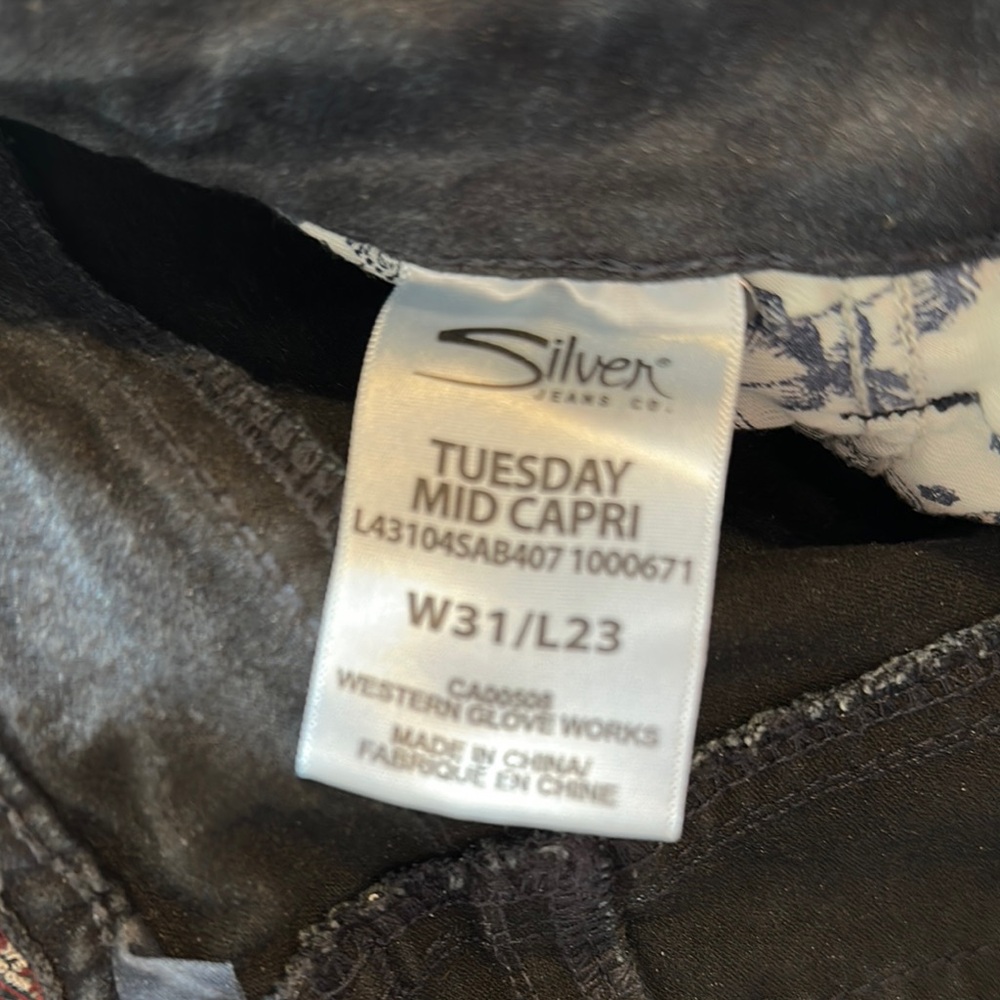 Silver®
JEANS CO.
TUESDAY
MID CAPRI
L43104SAB407 1000671
W31/L23
CA00508
WESTERN GLOVE WORKS
MADE IN CHINA/
FABRIQUÉ EN CHINE